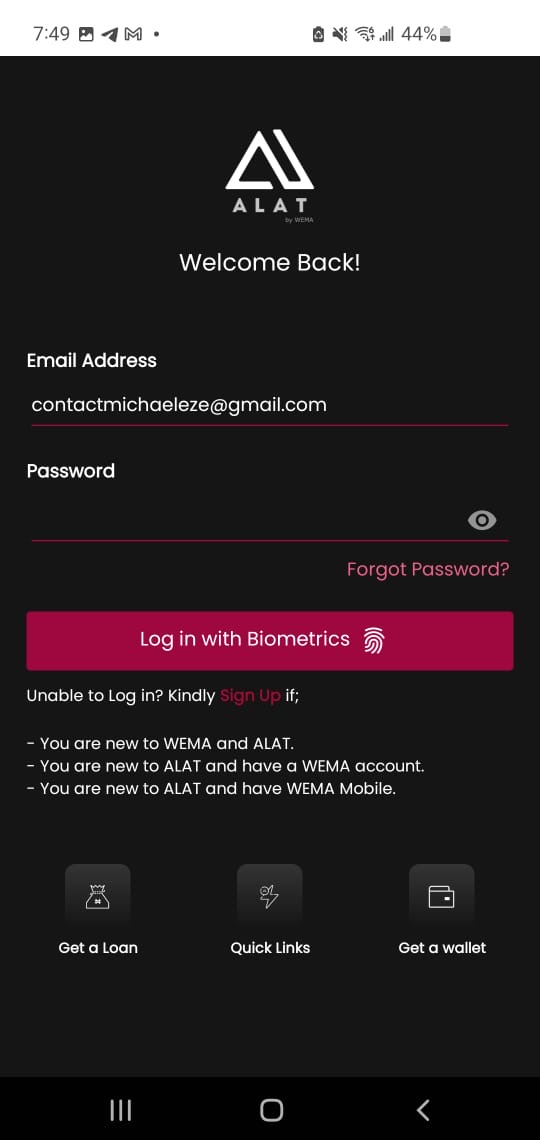 7:49
44%
ALAT
by WEMA
Welcome Back!
Email Address
contactmichaeleze@gmail.com
Password
Forgot Password?
Log in with Biometrics
Unable to Log in? Kindly Sign Up if;
- You are new to WEMA and ALAT.
- You are new to ALAT and have a WEMA account.
- You are new to ALAT and have WEMA Mobile.
Get a Loan Quick Links Get a wallet